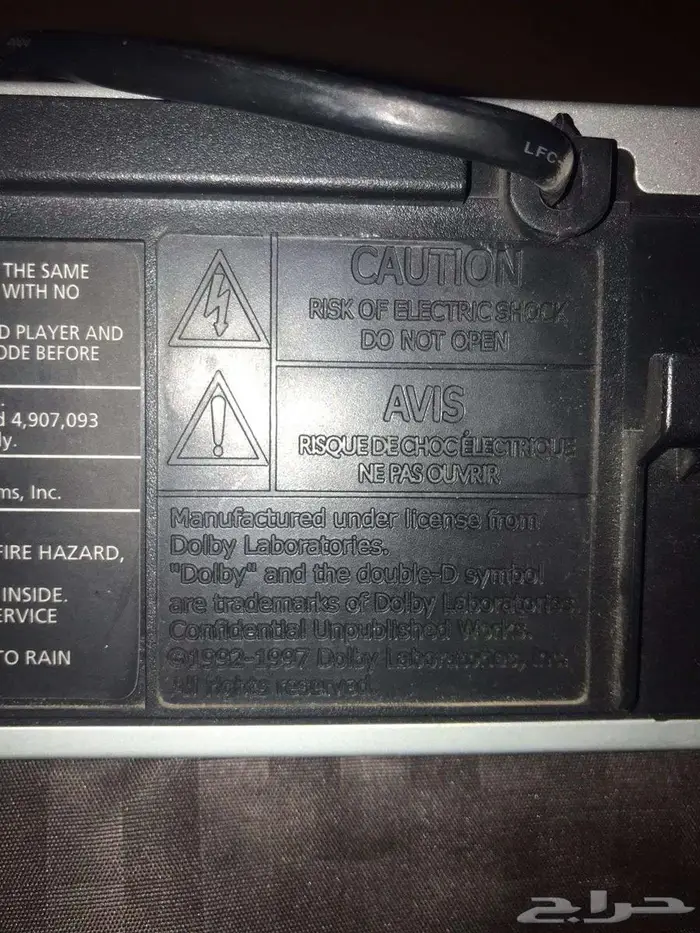 LFC-
THE SAME
WITH NO
D PLAYER AND
ODE BEFORE
d 4,907,093
ly.
ms, Inc.
FIRE HAZARD,
INSIDE.
ERVICE
TO RAIN
CAUTION
RISK OF ELECTRIC SHOCK
DO NOT OPEN
AVIS
RISQUE DE CHOC ÉLECTRIQUE
NE PAS OUVRIR
Manufactured under license from
Dolby Laboratories.
"Dolby" and the double-D symbol
are trademarks of Dolby Laboratories.
Confidential Unpublished Works.
©1992-1997 Dolby Laboratories, Inc.
All rights reserved.
حراج